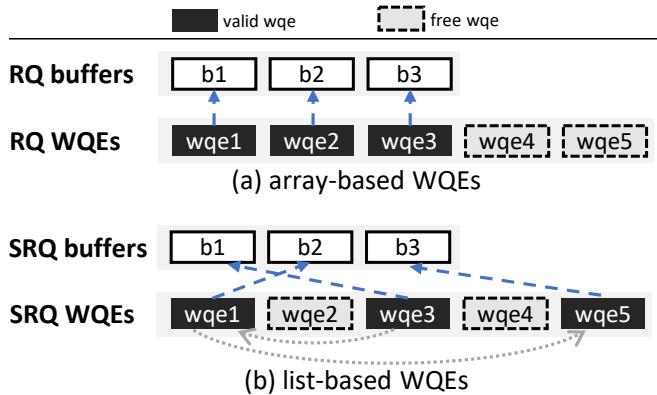 valid wqe free wqe
RQ buffers b1 b2 b3
RQ WQEs wqe1 wqe2 wqe3 wqe4 wqe5
(a) array-based WQEs
SRQ buffers b1 b2 b3
SRQ WQEs wqe1 wqe2 wqe3 wqe4 wqe5
(b) list-based WQEs